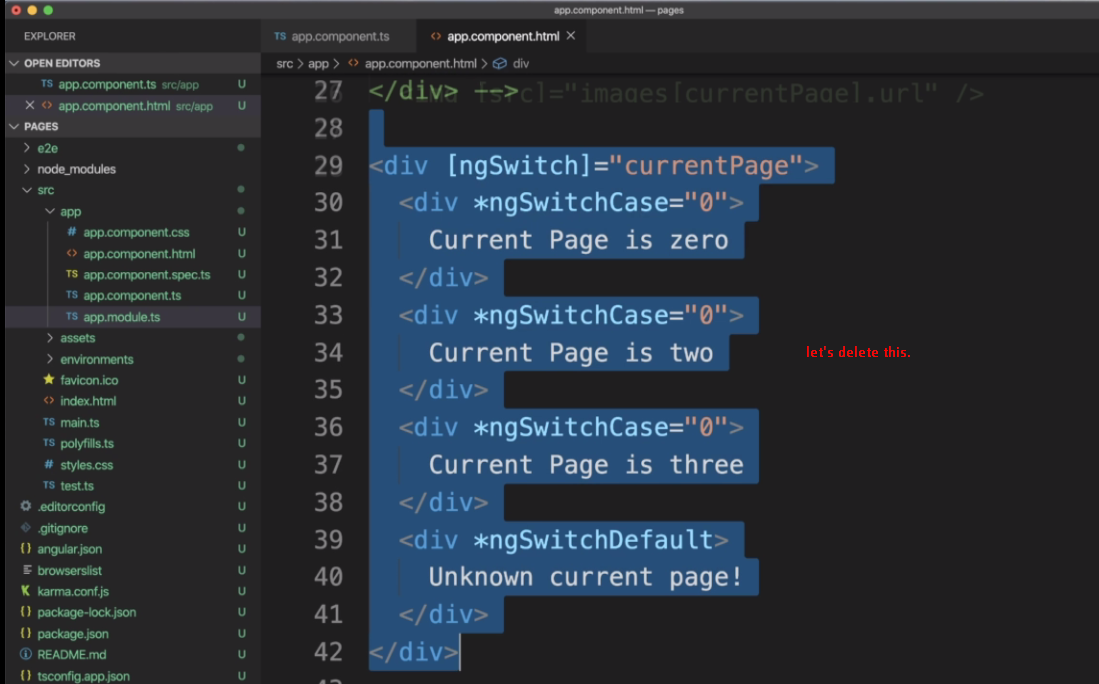 app.component.html — pages
EXPLORER
TS app.component.ts
<> app.component.html ×
OPEN EDITORS
src > app > <> app.component.html > div
TS app.component.ts src/app U
× <> app.component.html src/app U
PAGES
> e2e
> node_modules
src
app
# app.component.css U
<> app.component.html U
TS app.component.spec.ts U
TS app.component.ts U
TS app.module.ts U
> assets
> environments
favicon.ico U
<> index.html U
TS main.ts U
TS polyfills.ts U
# styles.css U
TS test.ts U
.editorconfig U
.gitignore U
{} angular.json U
browserslist U
K karma.conf.js U
{} package-lock.json U
{} package.json U
README.md U
{} tsconfig.app.json U
27 </div> -->
[src]="images[currentPage].url" />
28
29 <div [ngSwitch]="currentPage">
30 <div *ngSwitchCase="0">
31 Current Page is zero
32 </div>
33 <div *ngSwitchCase="0">
34 Current Page is two
35 </div>
36 <div *ngSwitchCase="0">
37 Current Page is three
38 </div>
39 <div *ngSwitchDefault>
40 Unknown current page!
41 </div>
42 </div>
let's delete this.